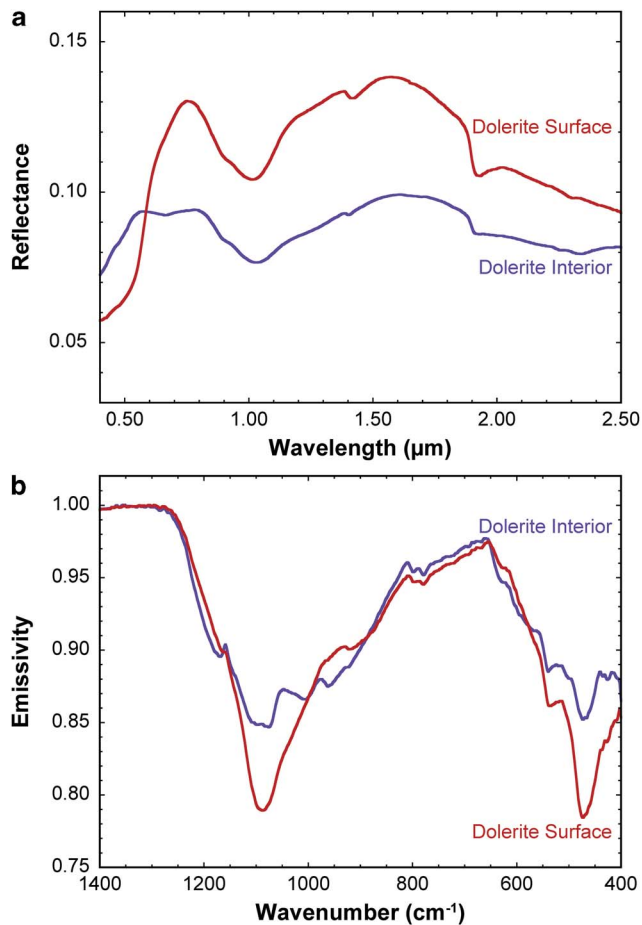 a
0.15
0.10
0.05
Reflectance
Dolerite Surface
Dolerite Interior
0.50 1.00 1.50 2.00 2.50
Wavelength (µm)
b
1.00
0.95
0.90
0.85
0.80
0.75
Emissivity
Dolerite Interior
Dolerite Surface
1400 1200 1000 800 600 400
Wavenumber (cm⁻¹)